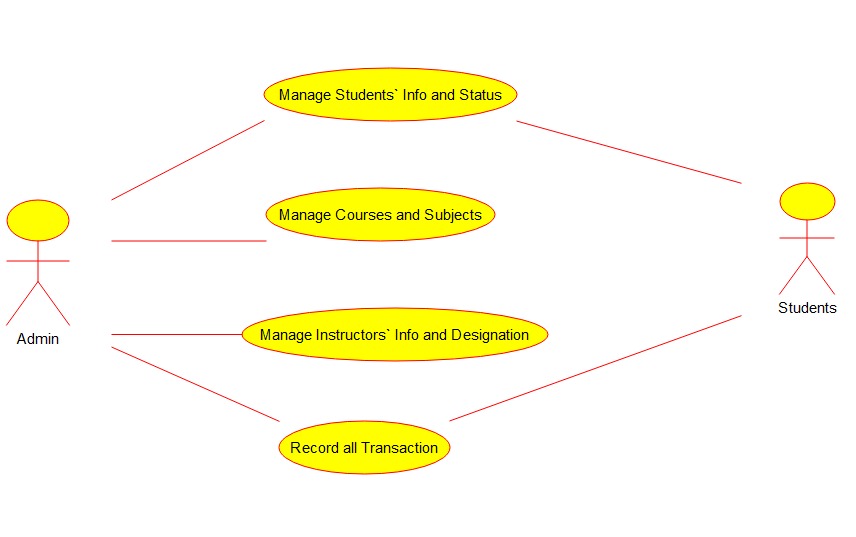 Manage Students` Info and Status
Manage Courses and Subjects
Students
Manage Instructors` Info and Designation
Admin
Record all Transaction